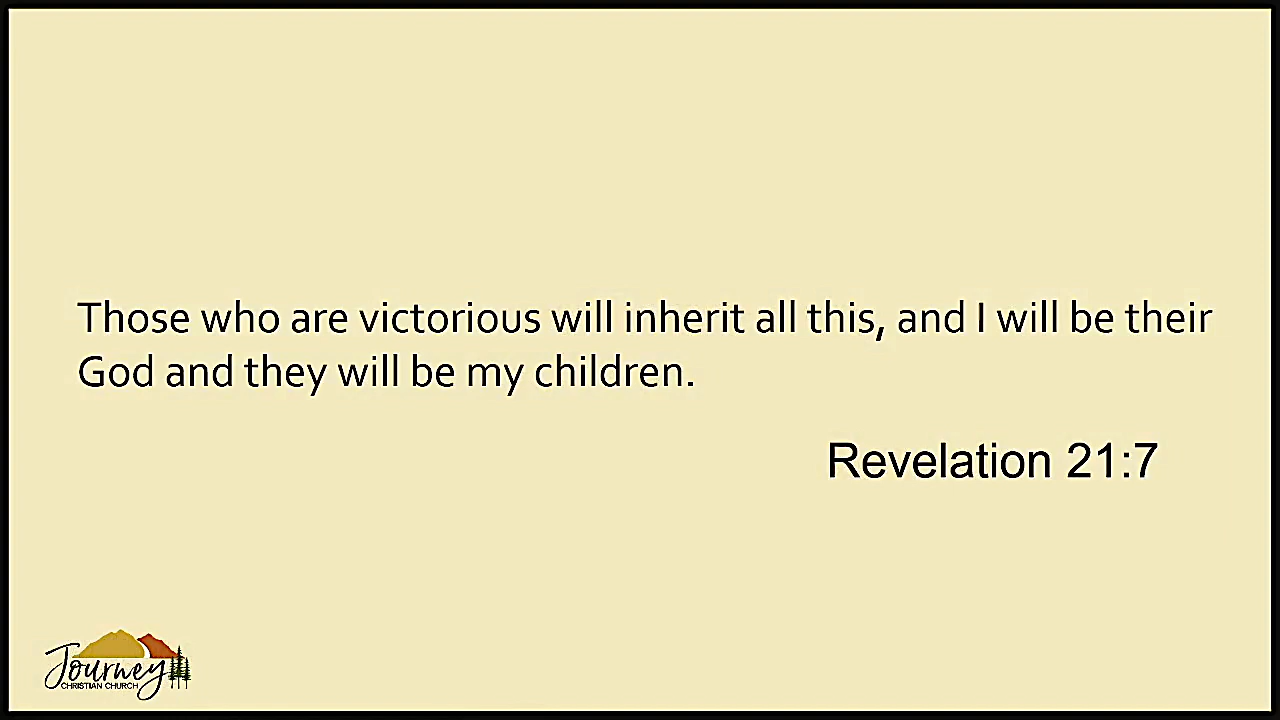 Those who are victorious will inherit all this, and I will be their
God and they will be my children.
Revelation 21:7
Journey
CHRISTIAN CHURCH